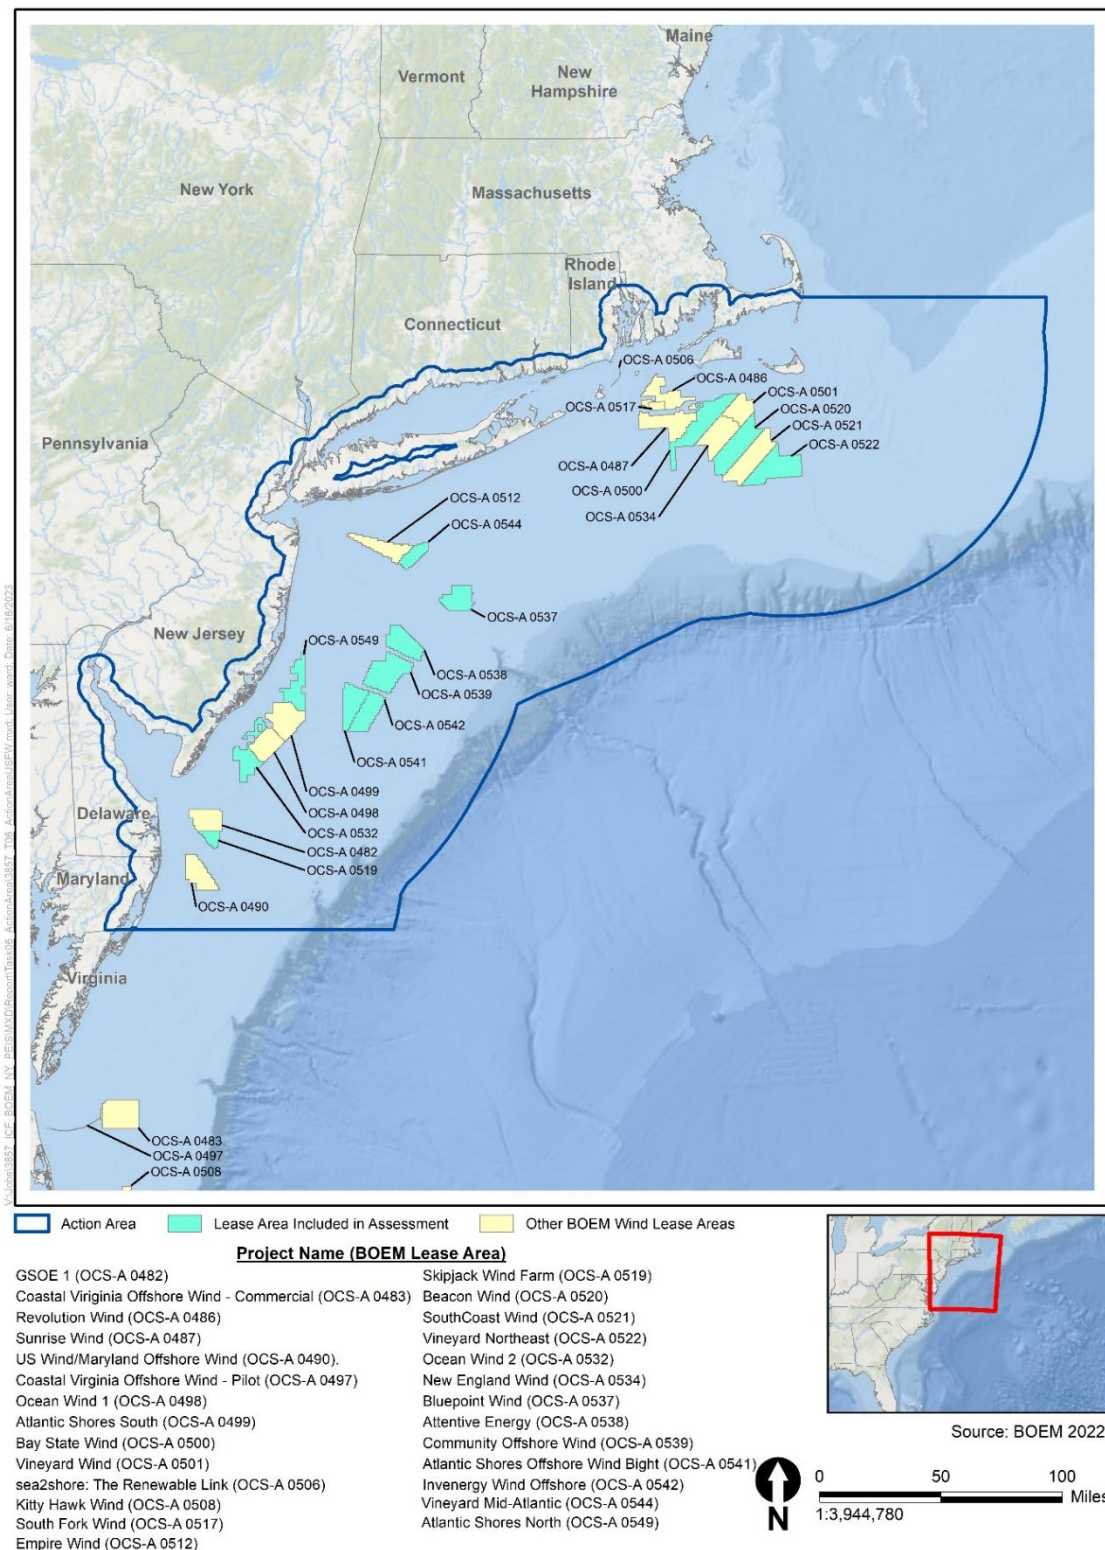 Maine
Vermont
New
Hampshire
New York
Massachusetts
Rhode
Island
Connecticut
OCS-A 0506
OCS-A 0486
OCS-A 0501
OCS-A 0517
OCS-A 0520
OCS-A 0521
OCS-A 0522
Pennsylvania
OCS-A 0487
OCS-A 0500
OCS-A 0534
OCS-A 0512
OCS-A 0544
OCS-A 0537
New Jersey
OCS-A 0549
OCS-A 0538
OCS-A 0539
OCS-A 0542
OCS-A 0541
OCS-A 0499
Delaware
OCS-A 0498
OCS-A 0532
OCS-A 0482
OCS-A 0519
Maryland
OCS-A 0490
Virginia
OCS-A 0483
OCS-A 0497
OCS-A 0508
Action Area
Lease Area Included in Assessment
Other BOEM Wind Lease Areas
Project Name (BOEM Lease Area)
GSOE 1 (OCS-A 0482)
Coastal Virginia Offshore Wind - Commercial (OCS-A 0483)
Revolution Wind (OCS-A 0486)
Sunrise Wind (OCS-A 0487)
US Wind/Maryland Offshore Wind (OCS-A 0490).
Coastal Virginia Offshore Wind - Pilot (OCS-A 0497)
Ocean Wind 1 (OCS-A 0498)
Atlantic Shores South (OCS-A 0499)
Bay State Wind (OCS-A 0500)
Vineyard Wind (OCS-A 0501)
sea2shore: The Renewable Link (OCS-A 0506)
Kitty Hawk Wind (OCS-A 0508)
South Fork Wind (OCS-A 0517)
Empire Wind (OCS-A 0512)
Skipjack Wind Farm (OCS-A 0519)
Beacon Wind (OCS-A 0520)
SouthCoast Wind (OCS-A 0521)
Vineyard Northeast (OCS-A 0522)
Ocean Wind 2 (OCS-A 0532)
New England Wind (OCS-A 0534)
Bluepoint Wind (OCS-A 0537)
Attentive Energy (OCS-A 0538)
Community Offshore Wind (OCS-A 0539)
Atlantic Shores Offshore Wind Bight (OCS-A 0541)
Invenergy Wind Offshore (OCS-A 0542)
Vineyard Mid-Atlantic (OCS-A 0544)
Atlantic Shores North (OCS-A 0549)
Source: BOEM 2022
N
0 50 100
Miles
1:3,944,780